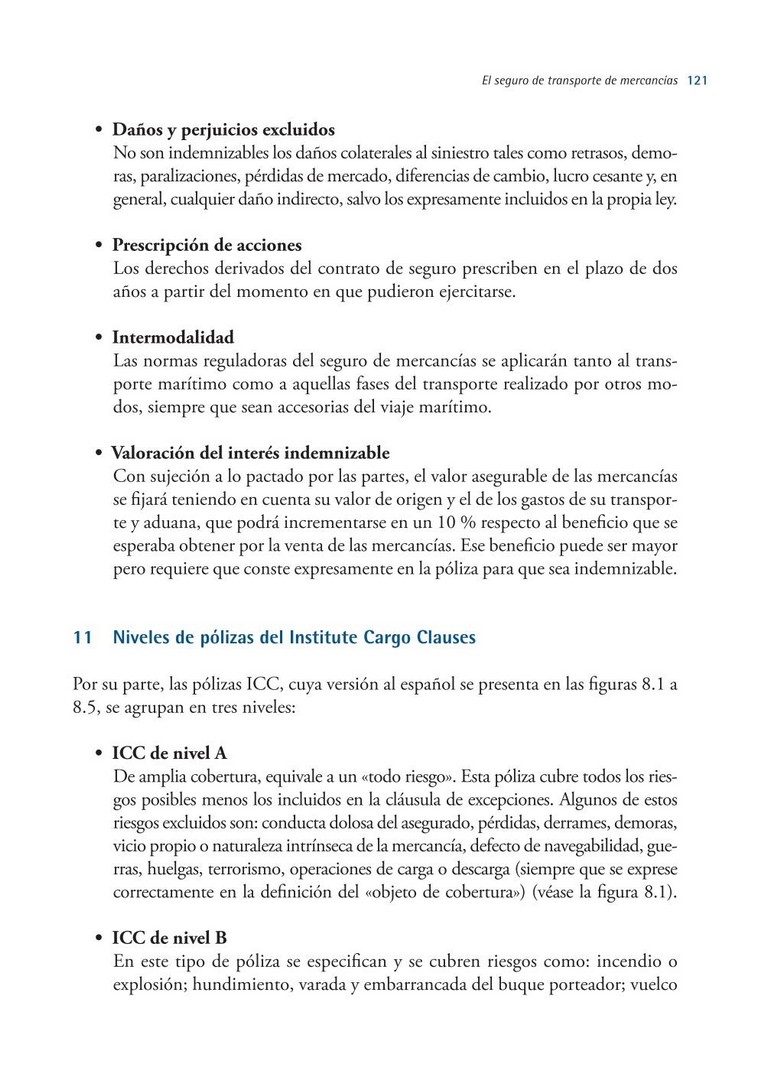 El seguro de transporte de mercancías 121
• Daños y perjuicios excluidos
No son indemnizables los daños colaterales al siniestro tales como retrasos, demo-
ras, paralizaciones, pérdidas de mercado, diferencias de cambio, lucro cesante y, en
general, cualquier daño indirecto, salvo los expresamente incluidos en la propia ley.
• Prescripción de acciones
Los derechos derivados del contrato de seguro prescriben en el plazo de dos
años a partir del momento en que pudieron ejercitarse.
• Intermodalidad
Las normas reguladoras del seguro de mercancías se aplicarán tanto al trans-
porte marítimo como a aquellas fases del transporte realizado por otros mo-
dos, siempre que sean accesorias del viaje marítimo.
• Valoración del interés indemnizable
Con sujeción a lo pactado por las partes, el valor asegurable de las mercancías
se fijará teniendo en cuenta su valor de origen y el de los gastos de su transpor-
te y aduana, que podrá incrementarse en un 10 % respecto al beneficio que se
esperaba obtener por la venta de las mercancías. Ese beneficio puede ser mayor
pero requiere que conste expresamente en la póliza para que sea indemnizable.
11 Niveles de pólizas del Institute Cargo Clauses
Por su parte, las pólizas ICC, cuya versión al español se presenta en las figuras 8.1 a
8.5, se agrupan en tres niveles:
• ICC de nivel A
De amplia cobertura, equivale a un «todo riesgo». Esta póliza cubre todos los ries-
gos posibles menos los incluidos en la cláusula de excepciones. Algunos de estos
riesgos excluidos son: conducta dolosa del asegurado, pérdidas, derrames, demoras,
vicio propio o naturaleza intrínseca de la mercancía, defecto de navegabilidad, gue-
rras, huelgas, terrorismo, operaciones de carga o descarga (siempre que se exprese
correctamente en la definición del «objeto de cobertura») (véase la figura 8.1).
• ICC de nivel B
En este tipo de póliza se especifican y se cubren riesgos como: incendio o
explosión; hundimiento, varada y embarrancada del buque porteador; vuelco